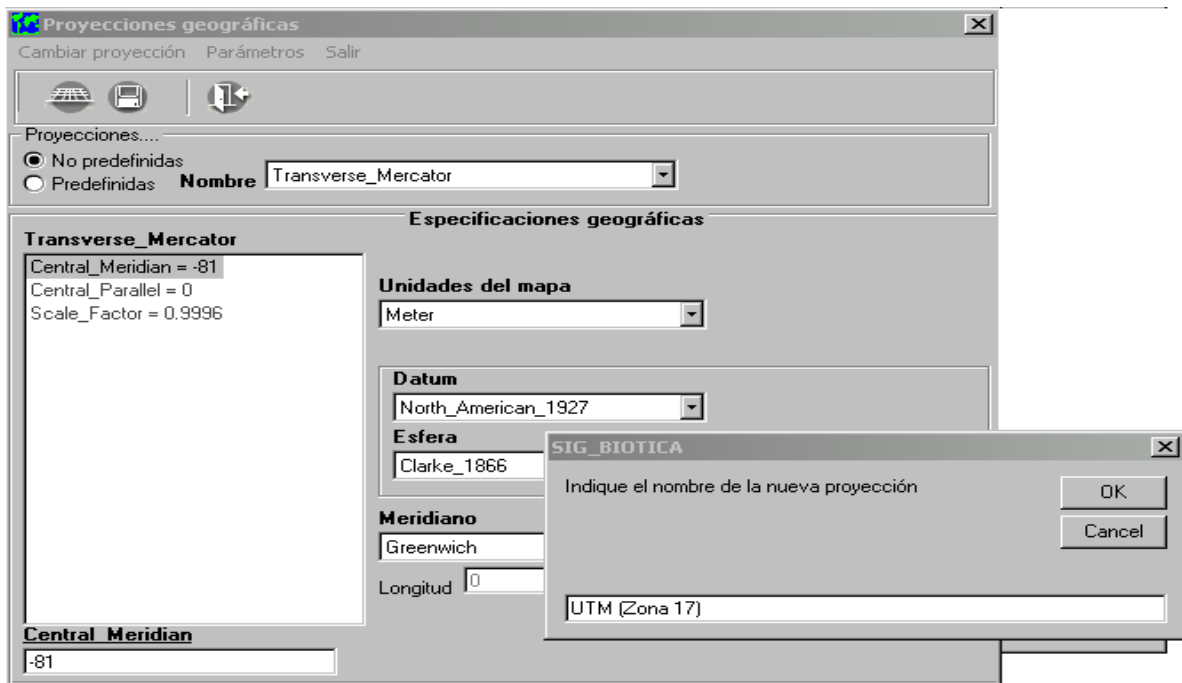 Proyecciones geográficas
Cambiar proyección Parámetros Salir
Proyecciones....
No predefinidas
Predefinidas
Nombre Transverse_Mercator
Especificaciones geográficas
Transverse_Mercator
Central_Meridian = -81
Central_Parallel = 0
Scale_Factor = 0.9996
Unidades del mapa
Meter
Datum
North_American_1927
Esfera
Clarke_1866
Meridiano
Greenwich
Longitud 0
Central_Meridian
-81
SIG_BIOTICA
Indique el nombre de la nueva proyección
OK
Cancel
UTM (Zona 17)